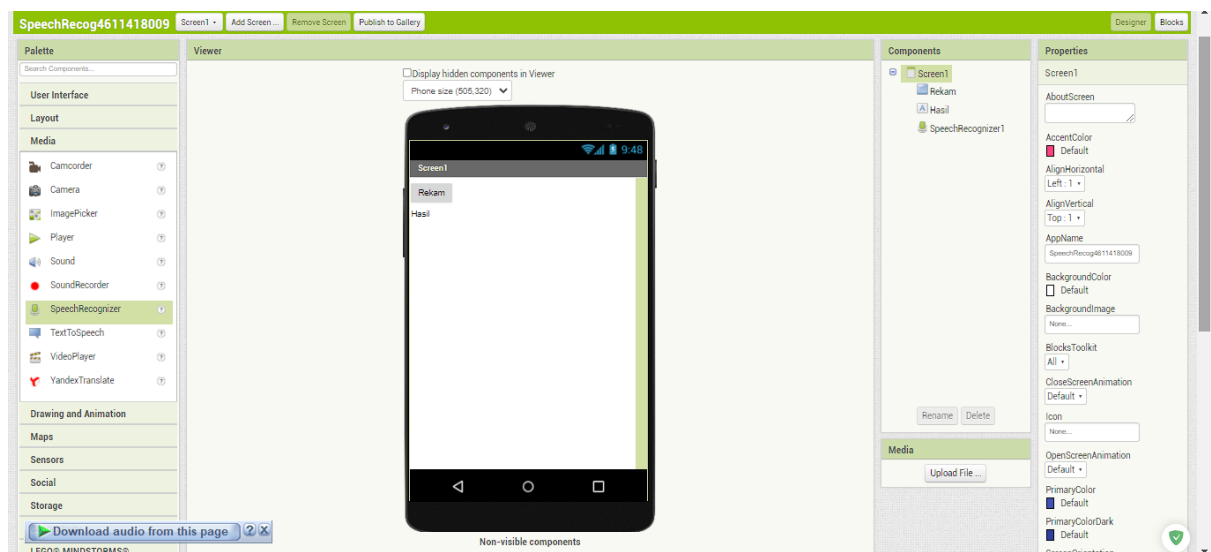 SpeechRecog4611418009 Screen1 Add Screen ... Remove Screen Publish to Gallery Designer Blocks
Palette
Search Components...
User Interface
Layout
Media
Camcorder
Camera
ImagePicker
Player
Sound
SoundRecorder
SpeechRecognizer
TextToSpeech
VideoPlayer
YandexTranslate
Drawing and Animation
Maps
Sensors
Social
Storage
Download audio from this page ? X
LEGO® MINDSTORMS®
Viewer
Display hidden components in Viewer
Phone size (505,320)
9:48
Screen1
Rekam
Hasil
Non-visible components
Components
Screen1
Rekam
Hasil
SpeechRecognizer1
Rename Delete
Media
Upload File ...
Properties
Screen1
AboutScreen
AccentColor
Default
AlignHorizontal
Left : 1
AlignVertical
Top : 1
AppName
SpeechRecog4611418009
BackgroundColor
Default
BackgroundImage
None...
BlocksToolkit
All
CloseScreenAnimation
Default
Icon
None...
OpenScreenAnimation
Default
PrimaryColor
Default
PrimaryColorDark
Default
ScreenOrientation